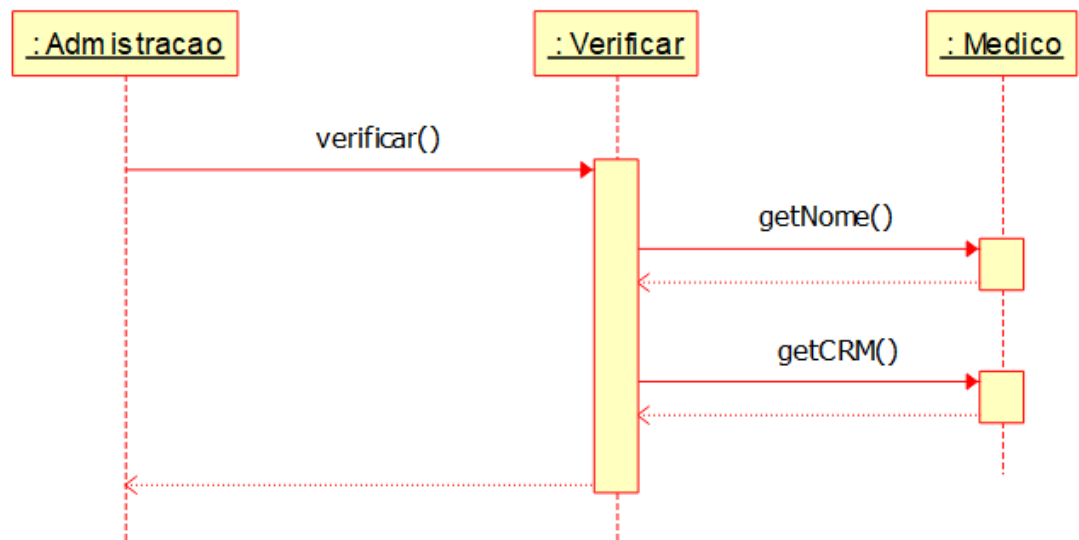 : Admistracao
: Verificar
: Medico
verificar()
getNome()
getCRM()